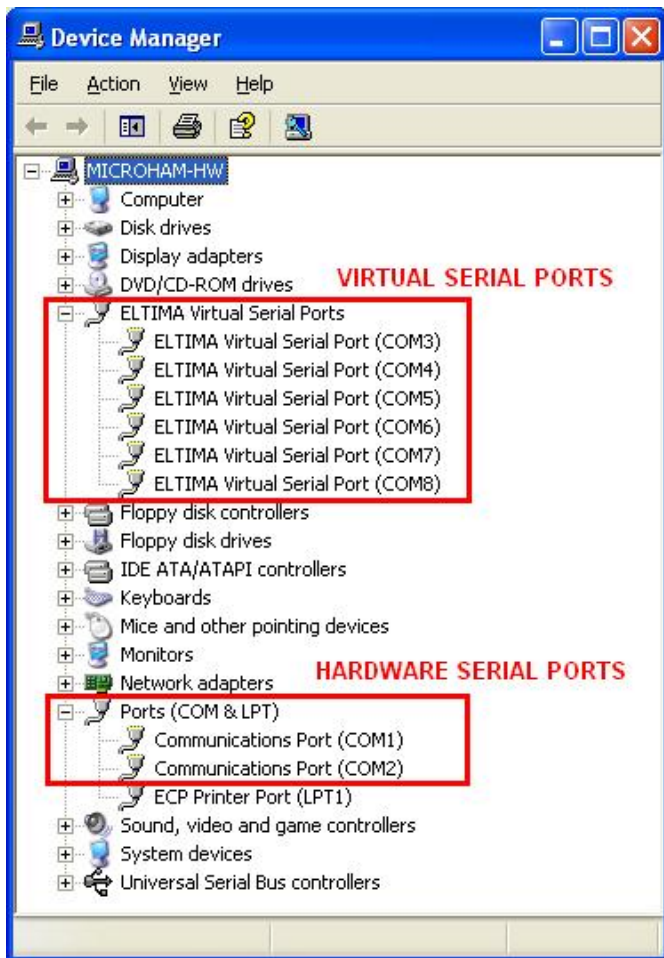 Device Manager
File Action View Help
MICROHAM-HW
Computer
Disk drives
Display adapters
DVD/CD-ROM drives
VIRTUAL SERIAL PORTS
ELTIMA Virtual Serial Ports
ELTIMA Virtual Serial Port (COM3)
ELTIMA Virtual Serial Port (COM4)
ELTIMA Virtual Serial Port (COM5)
ELTIMA Virtual Serial Port (COM6)
ELTIMA Virtual Serial Port (COM7)
ELTIMA Virtual Serial Port (COM8)
Floppy disk controllers
Floppy disk drives
IDE ATA/ATAPI controllers
Keyboards
Mice and other pointing devices
Monitors
HARDWARE SERIAL PORTS
Network adapters
Ports (COM & LPT)
Communications Port (COM1)
Communications Port (COM2)
ECP Printer Port (LPT1)
Sound, video and game controllers
System devices
Universal Serial Bus controllers